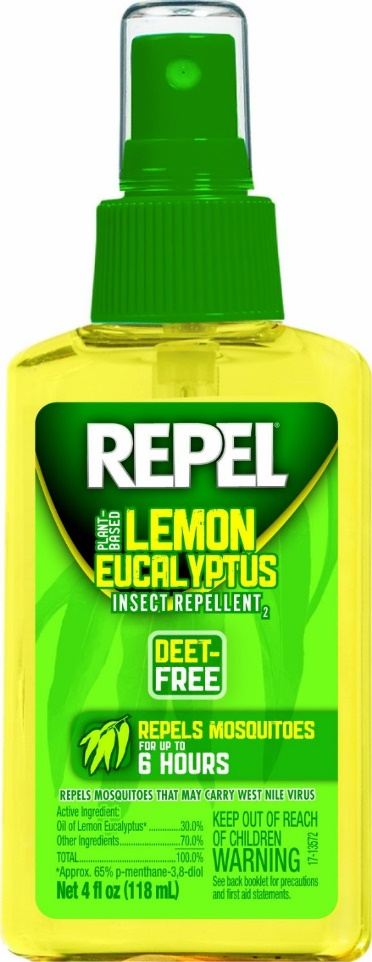 REPEL®
PLANT-BASED
LEMON
EUCALYPTUS
INSECT REPELLENT2
DEET-
FREE
REPELS MOSQUITOES
FOR UP TO
6 HOURS
REPELS MOSQUITOES THAT MAY CARRY WEST NILE VIRUS
Active Ingredient:
Oil of Lemon Eucalyptus* ..............30.0%
Other Ingredients......................70.0%
TOTAL..................................100.0%
*Approx. 65% p-menthane-3,8-diol
Net 4 fl oz (118 mL)
KEEP OUT OF REACH
OF CHILDREN
WARNING
See back booklet for precautions
and first aid statements.
17-13572